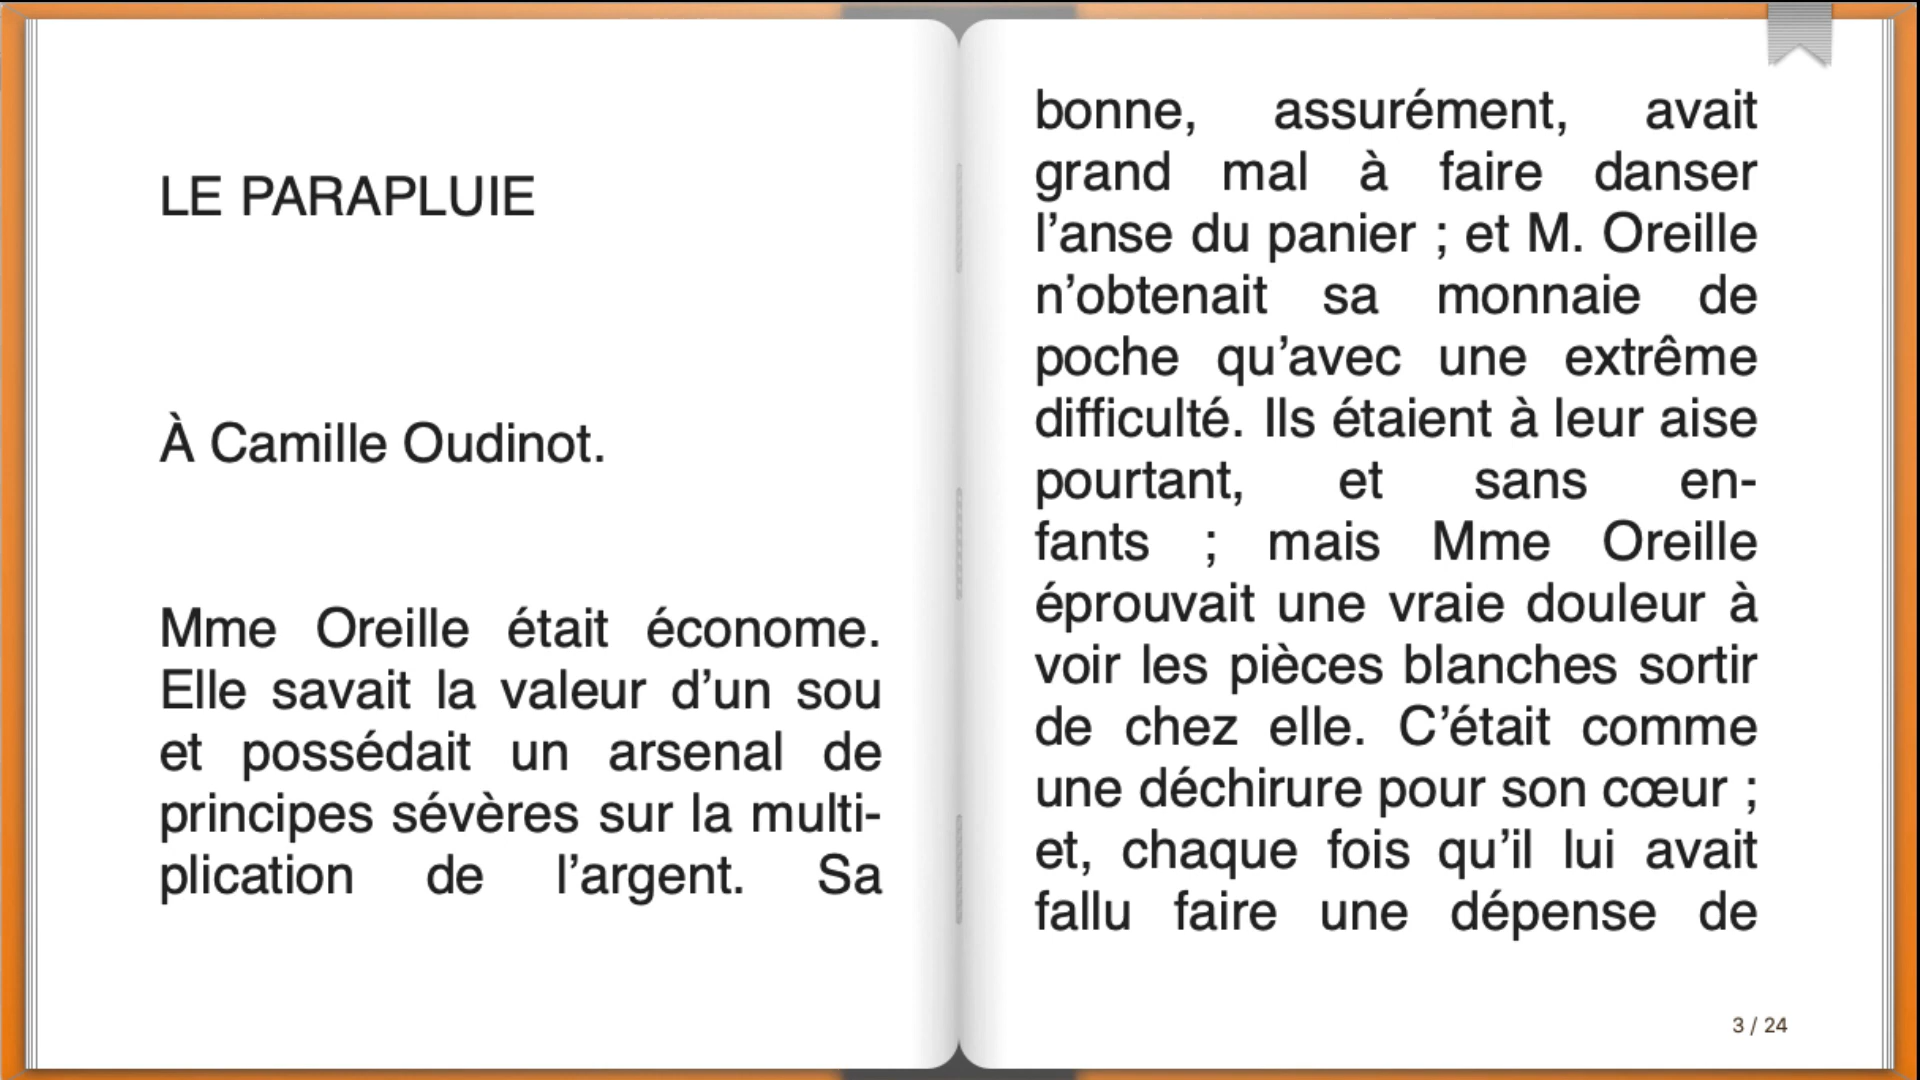 LE PARAPLUIE
À Camille Oudinot.
Mme Oreille était économe.
Elle savait la valeur d’un sou
et possédait un arsenal de
principes sévères sur la multi-
plication de l’argent. Sa
bonne, assurément, avait
grand mal à faire danser
l’anse du panier ; et M. Oreille
n’obtenait sa monnaie de
poche qu’avec une extrême
difficulté. Ils étaient à leur aise
pourtant, et sans en-
fants ; mais Mme Oreille
éprouvait une vraie douleur à
voir les pièces blanches sortir
de chez elle. C’était comme
une déchirure pour son cœur ;
et, chaque fois qu’il lui avait
fallu faire une dépense de
3 / 24